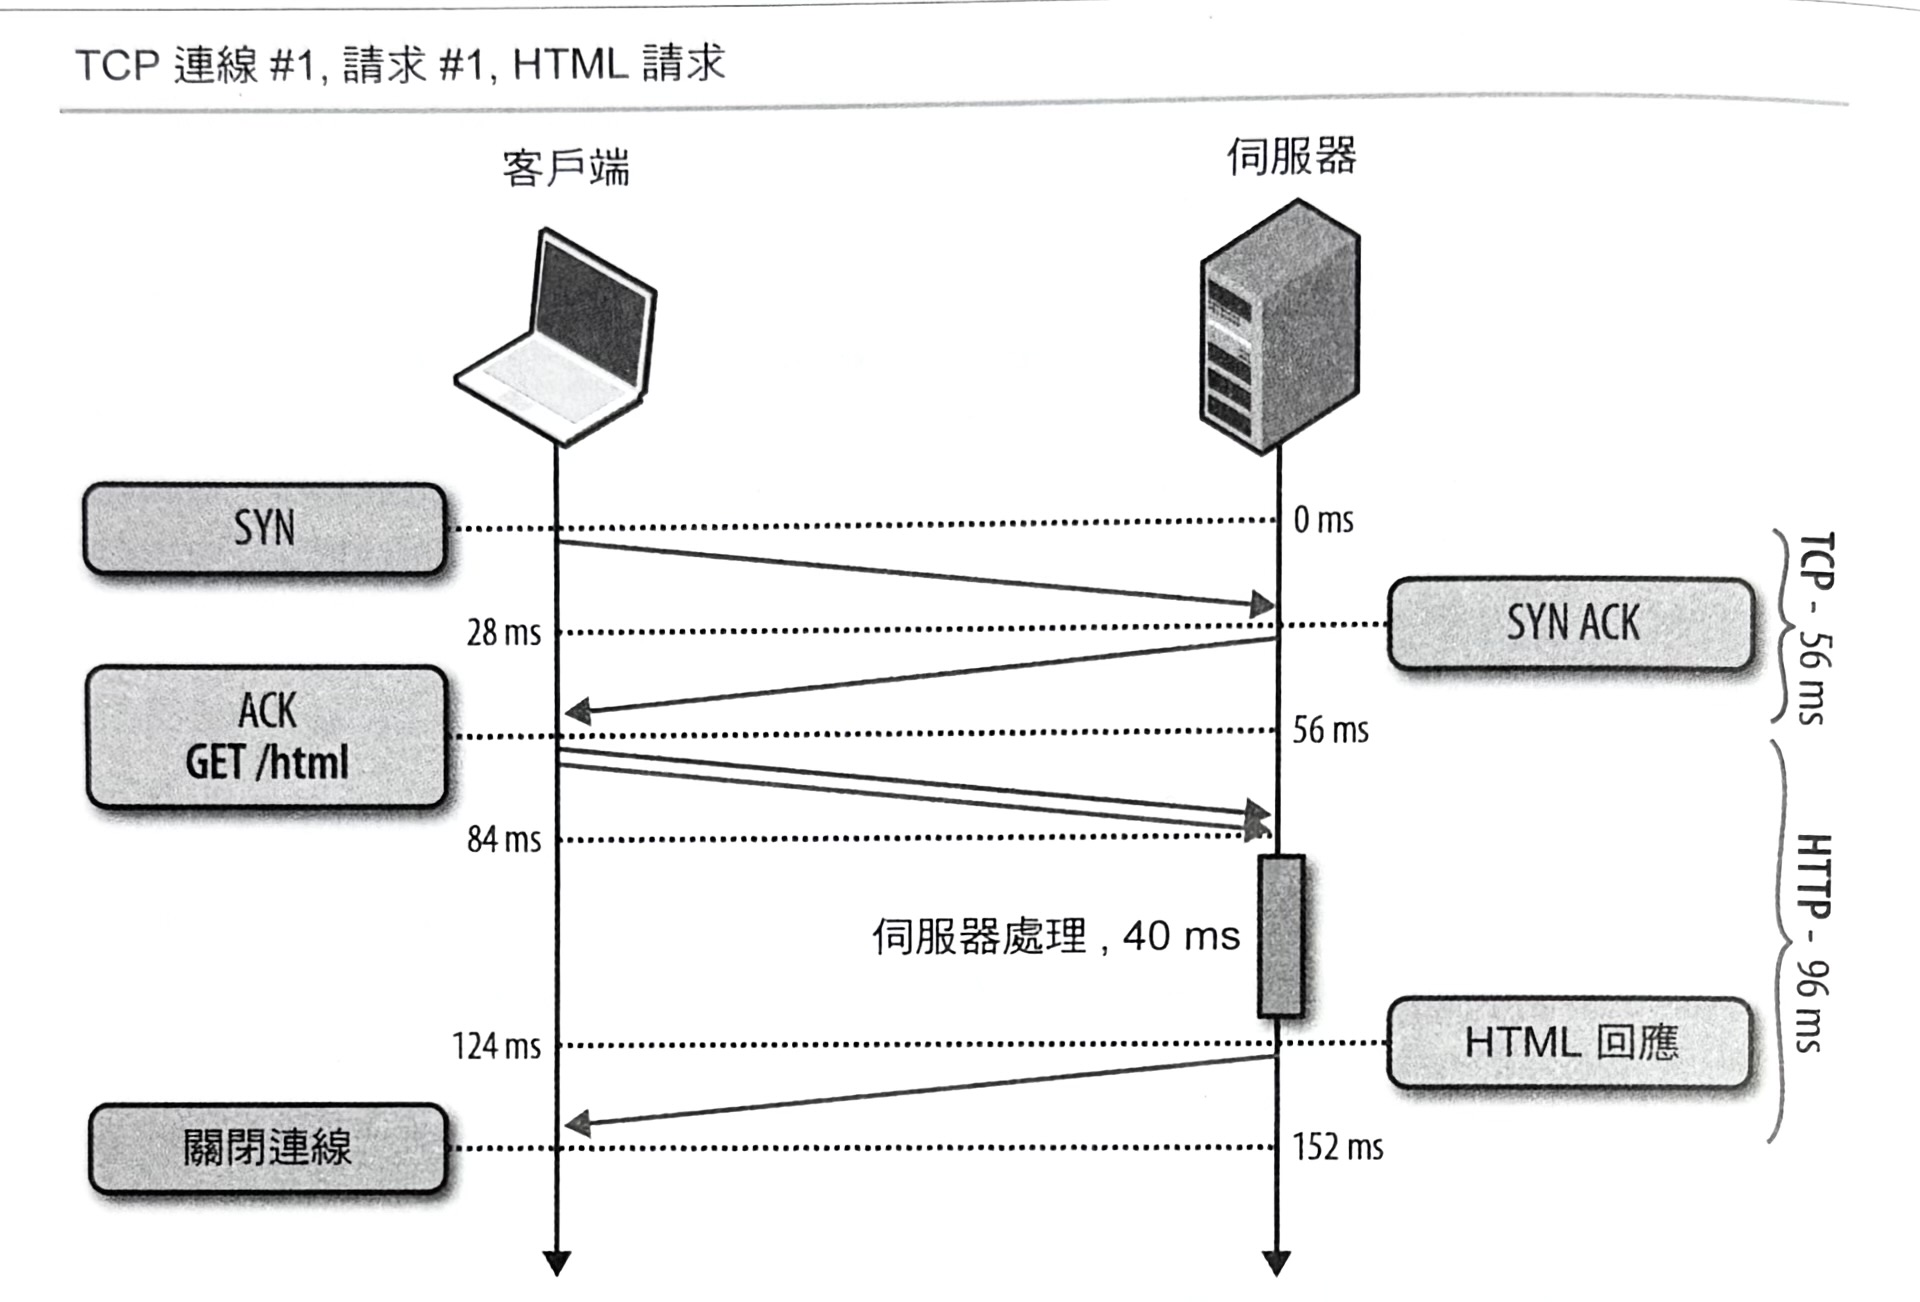 TCP 連線 #1, 請求 #1, HTML 請求
客戶端
伺服器
SYN
0 ms
28 ms
SYN ACK
TCP - 56 ms
ACK
GET /html
56 ms
84 ms
伺服器處理 , 40 ms
HTTP - 96 ms
124 ms
HTML 回應
關閉連線
152 ms